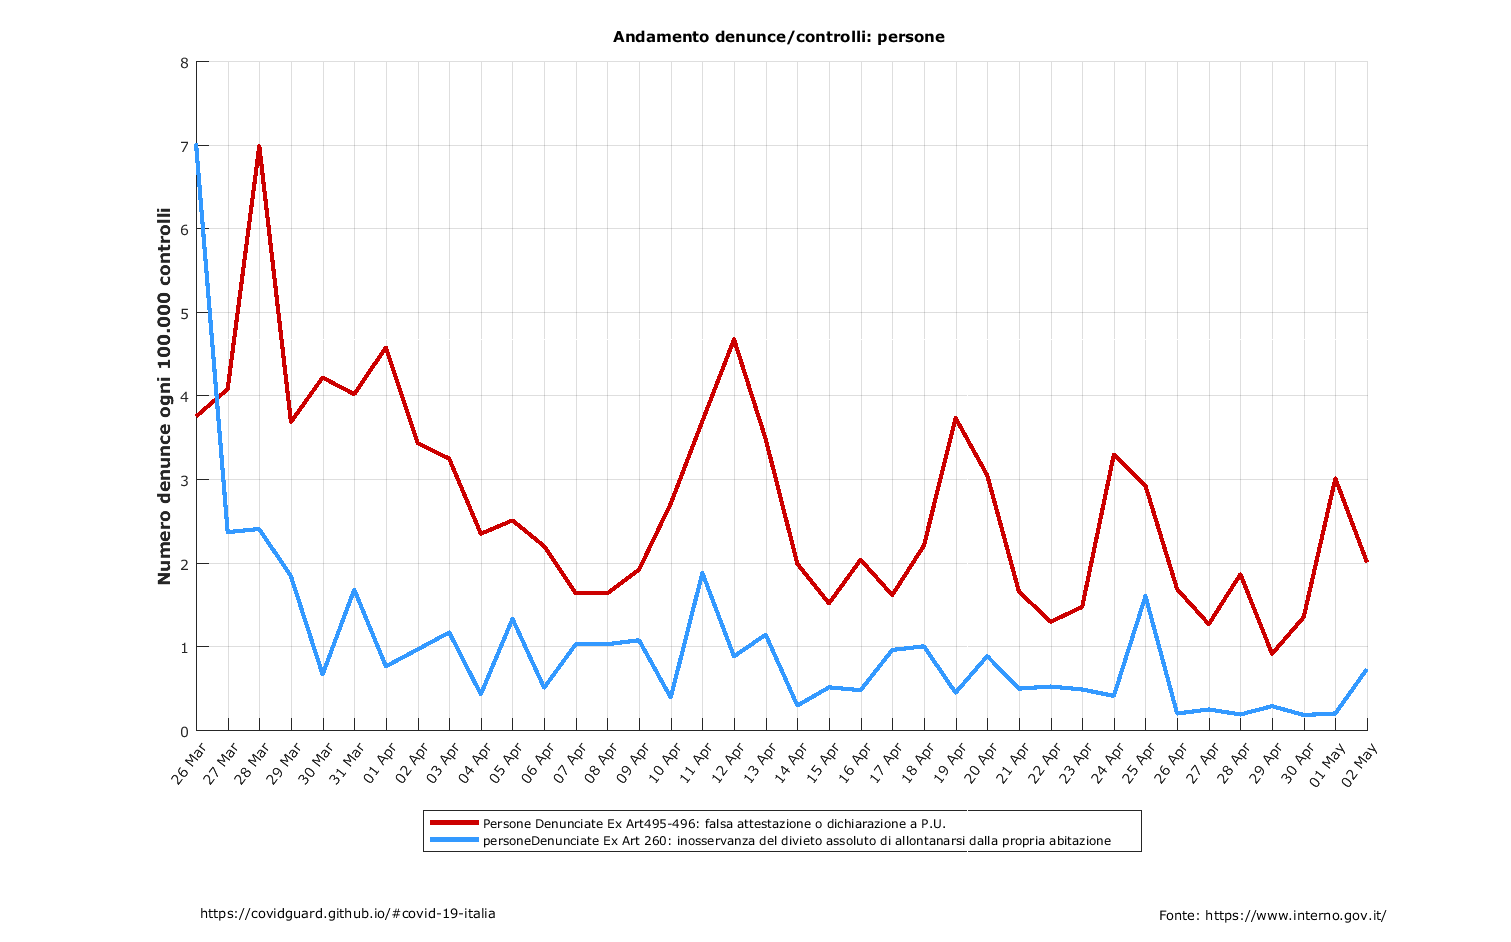 Andamento denunce/controlli: persone
Numero denunce ogni 100.000 controlli
8
7
6
5
4
3
2
1
0
26 Mar
27 Mar
28 Mar
29 Mar
30 Mar
31 Mar
01 Apr
02 Apr
03 Apr
04 Apr
05 Apr
06 Apr
07 Apr
08 Apr
09 Apr
10 Apr
11 Apr
12 Apr
13 Apr
14 Apr
15 Apr
16 Apr
17 Apr
18 Apr
19 Apr
20 Apr
21 Apr
22 Apr
23 Apr
24 Apr
25 Apr
26 Apr
27 Apr
28 Apr
29 Apr
30 Apr
01 May
02 May
Persone Denunciate Ex Art495-496: falsa attestazione o dichiarazione a P.U.
personeDenunciate Ex Art 260: inosservanza del divieto assoluto di allontanarsi dalla propria abitazione
https://covidguard.github.io/#covid-19-italia
Fonte: https://www.interno.gov.it/